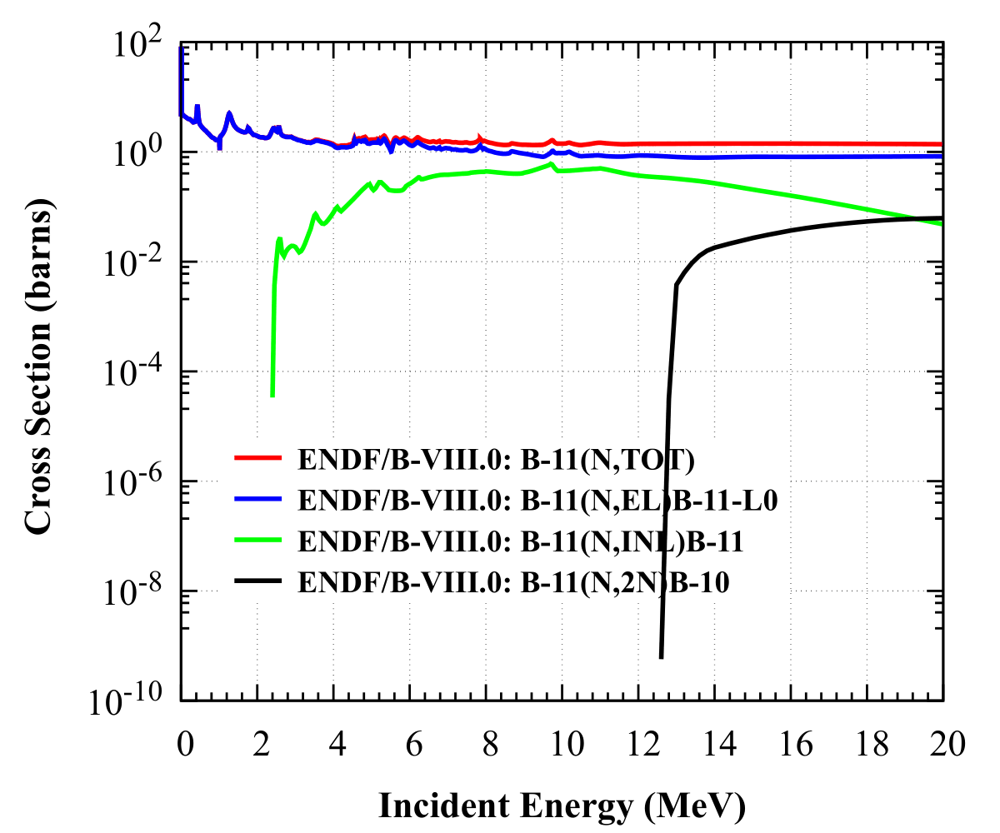 10^2
10^0
10^-2
10^-4
10^-6
10^-8
10^-10
Cross Section (barns)
ENDF/B-VIII.0: B-11(N,TOT)
ENDF/B-VIII.0: B-11(N,EL)B-11-L0
ENDF/B-VIII.0: B-11(N,INL)B-11
ENDF/B-VIII.0: B-11(N,2N)B-10
0 2 4 6 8 10 12 14 16 18 20
Incident Energy (MeV)